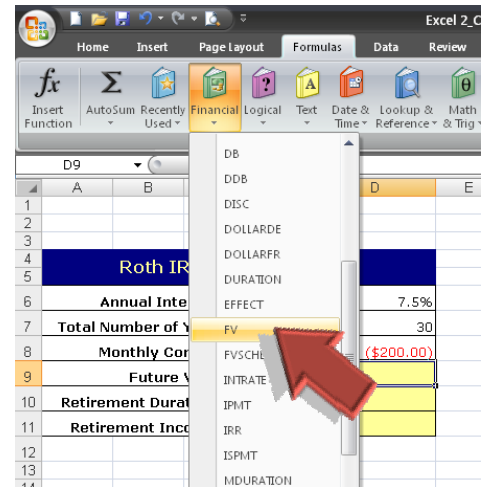 Excel 2_C
Home Insert Page Layout Formulas Data Review
fx Σ A ? θ
Insert Function AutoSum Recently Used Financial Logical Text Date & Time Lookup & Reference Math & Trig
D9
A B D E
DB
DDB
DISC
DOLLARDE
DOLLARFR
DURATION
EFFECT
FV
FVSCHE
INTRATE
IPMT
IRR
ISPMT
MDURATION
1
2
3
4
5 Roth IR
6 Annual Inte 7.5%
7 Total Number of Y 30
8 Monthly Cor ($200.00)
9 Future
10 Retirement Durat
11 Retirement Inco
12
13
14